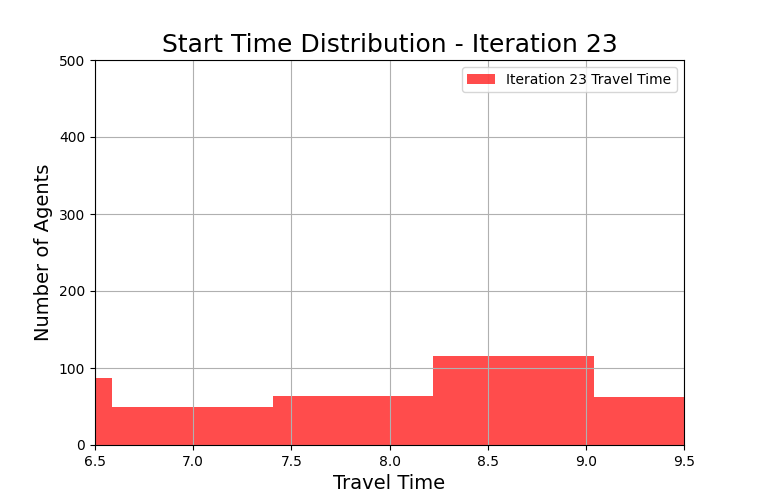 Start Time Distribution - Iteration 23
Iteration 23 Travel Time
Number of Agents
500
400
300
200
100
0
6.5 7.0 7.5 8.0 8.5 9.0 9.5
Travel Time